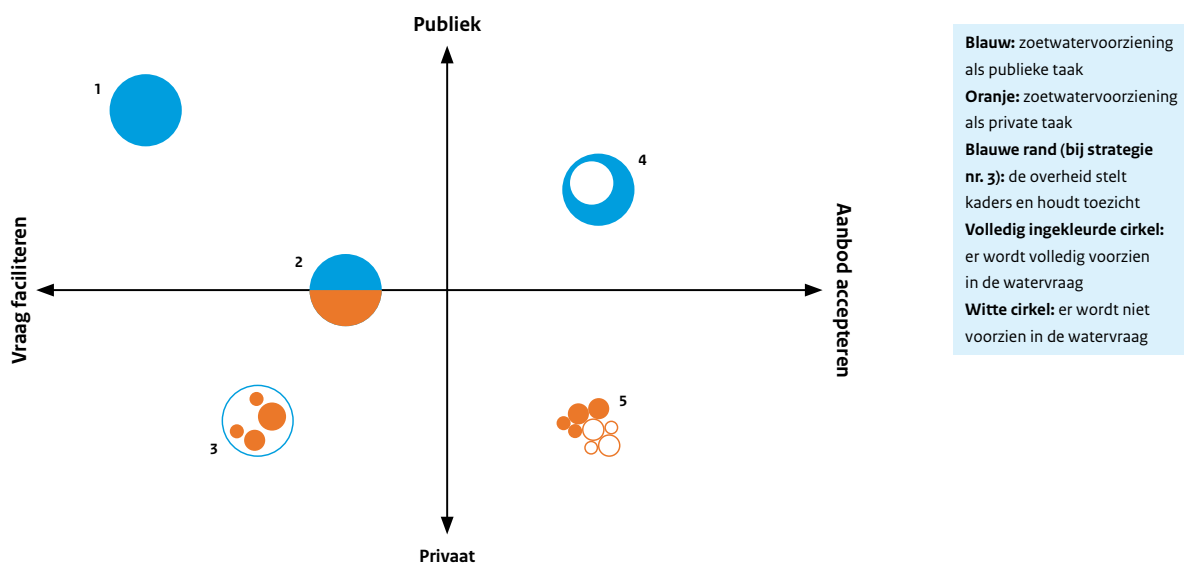 Publiek
1
4
2
Vraag faciliteren
Aanbod accepteren
3
5
Privaat
Blauw: zoetwatervoorziening
als publieke taak
Oranje: zoetwatervoorziening
als private taak
Blauwe rand (bij strategie
nr. 3): de overheid stelt
kaders en houdt toezicht
Volledig ingekleurde cirkel:
er wordt volledig voorzien
in de watervraag
Witte cirkel: er wordt niet
voorzien in de watervraag